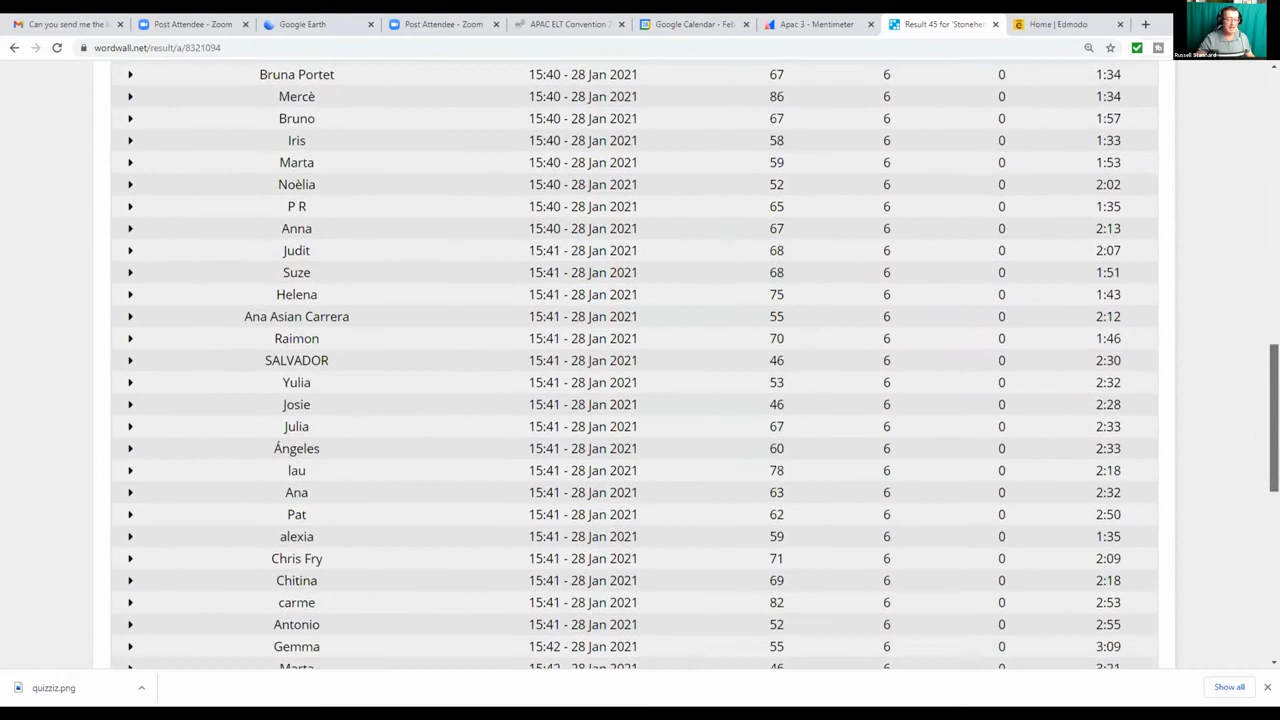 Can you send me the k
Post Attendee - Zoom
Google Earth
Post Attendee - Zoom
APAC ELT Convention 2
Google Calendar - Feb
Apac 3 - Mentimeter
Result 45 for 'Stonehen
Home | Edmodo
wordwall.net/result/a/8321094
Russell Stannard
Bruna Portet 15:40 - 28 Jan 2021 67 6 0 1:34
Mercè 15:40 - 28 Jan 2021 86 6 0 1:34
Bruno 15:40 - 28 Jan 2021 67 6 0 1:57
Iris 15:40 - 28 Jan 2021 58 6 0 1:33
Marta 15:40 - 28 Jan 2021 59 6 0 1:53
Noèlia 15:40 - 28 Jan 2021 52 6 0 2:02
P R 15:40 - 28 Jan 2021 65 6 0 1:35
Anna 15:40 - 28 Jan 2021 67 6 0 2:13
Judit 15:41 - 28 Jan 2021 68 6 0 2:07
Suze 15:41 - 28 Jan 2021 68 6 0 1:51
Helena 15:41 - 28 Jan 2021 75 6 0 1:43
Ana Asian Carrera 15:41 - 28 Jan 2021 55 6 0 2:12
Raimon 15:41 - 28 Jan 2021 70 6 0 1:46
SALVADOR 15:41 - 28 Jan 2021 46 6 0 2:30
Yulia 15:41 - 28 Jan 2021 53 6 0 2:32
Josie 15:41 - 28 Jan 2021 46 6 0 2:28
Julia 15:41 - 28 Jan 2021 67 6 0 2:33
Ángeles 15:41 - 28 Jan 2021 60 6 0 2:33
lau 15:41 - 28 Jan 2021 78 6 0 2:18
Ana 15:41 - 28 Jan 2021 63 6 0 2:32
Pat 15:41 - 28 Jan 2021 62 6 0 2:50
alexia 15:41 - 28 Jan 2021 59 6 0 1:35
Chris Fry 15:41 - 28 Jan 2021 71 6 0 2:09
Chitina 15:41 - 28 Jan 2021 69 6 0 2:18
carme 15:41 - 28 Jan 2021 82 6 0 2:53
Antonio 15:41 - 28 Jan 2021 52 6 0 2:55
Gemma 15:42 - 28 Jan 2021 55 6 0 3:09
Marta 15:42 - 28 Jan 2021 46 6 0 3:21
quizziz.png
Show all